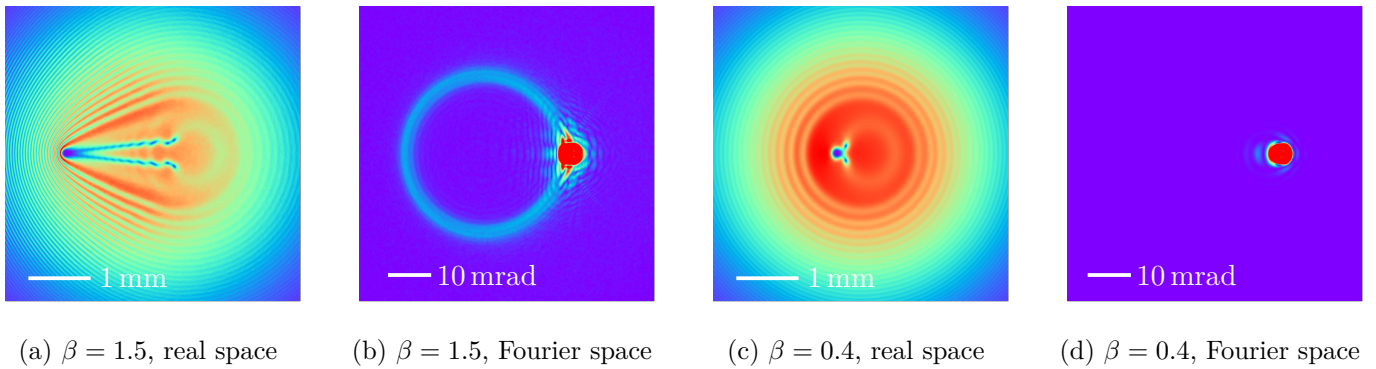 1 mm
10 mrad
1 mm
10 mrad
(a) β = 1.5, real space
(b) β = 1.5, Fourier space
(c) β = 0.4, real space
(d) β = 0.4, Fourier space